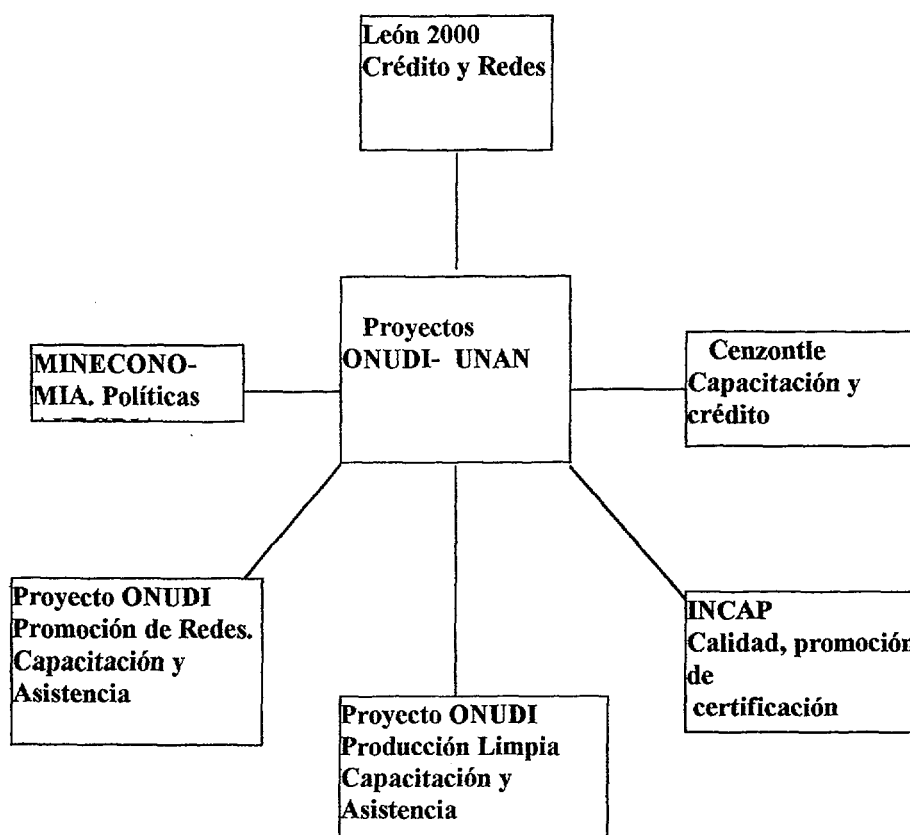 León 2000
Crédito y Redes
Proyectos
ONUDI- UNAN
MINECONO-
MIA. Políticas
Cenzontle
Capacitación y
crédito
Proyecto ONUDI
Promoción de Redes.
Capacitación y
Asistencia
Proyecto ONUDI
Producción Limpia
Capacitación y
Asistencia
INCAP
Calidad, promoción
de
certificación